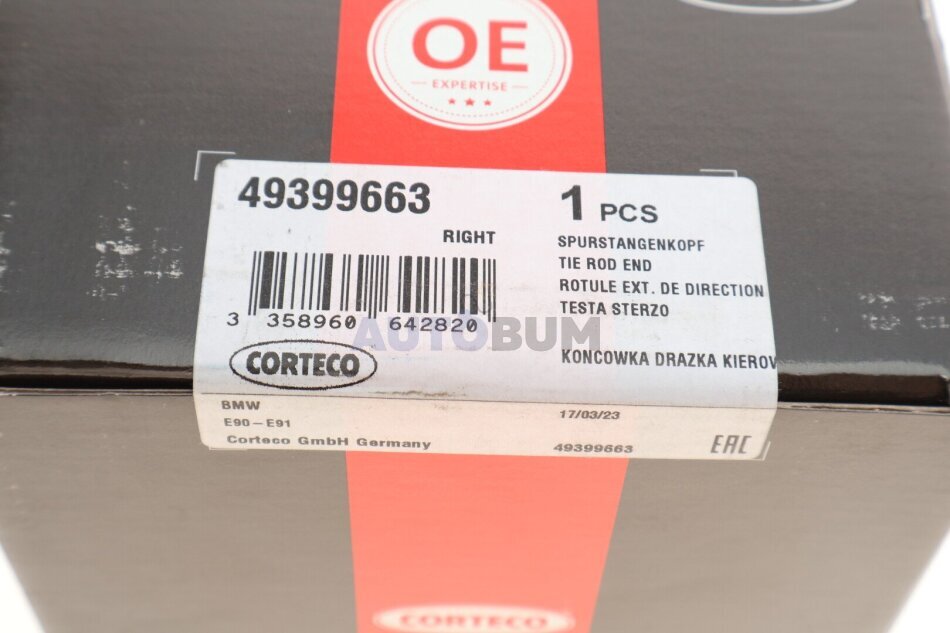 OE
EXPERTISE
49399663
1 PCS
RIGHT
SPURSTANGENKOPF
TIE ROD END
ROTULE EXT. DE DIRECTION
TESTA STERZO
3 358960 642820
AUTOBUM
KONCOWKA DRAZKA KIEROW
CORTECO
BMW
17/03/23
E90-E91
Corteco GmbH Germany
49399663
EAC
CORTECO